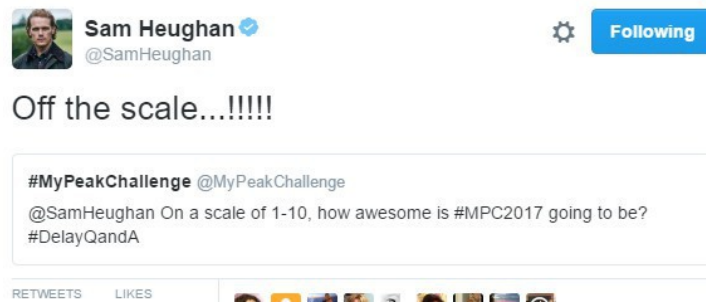 Sam Heughan
@SamHeughan
Following
Off the scale...!!!!!
#MyPeakChallenge @MyPeakChallenge
@SamHeughan On a scale of 1-10, how awesome is #MPC2017 going to be?
#DelayQandA
RETWEETS LIKES